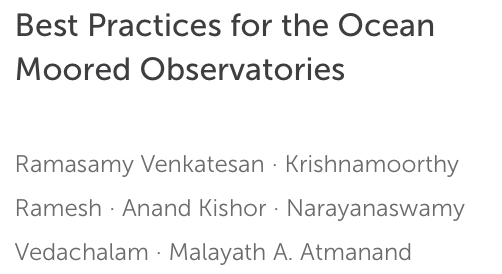 Best Practices for the Ocean
Moored Observatories
Ramasamy Venkatesan · Krishnamoorthy
Ramesh · Anand Kishor · Narayanaswamy
Vedachalam · Malayath A. Atmanand